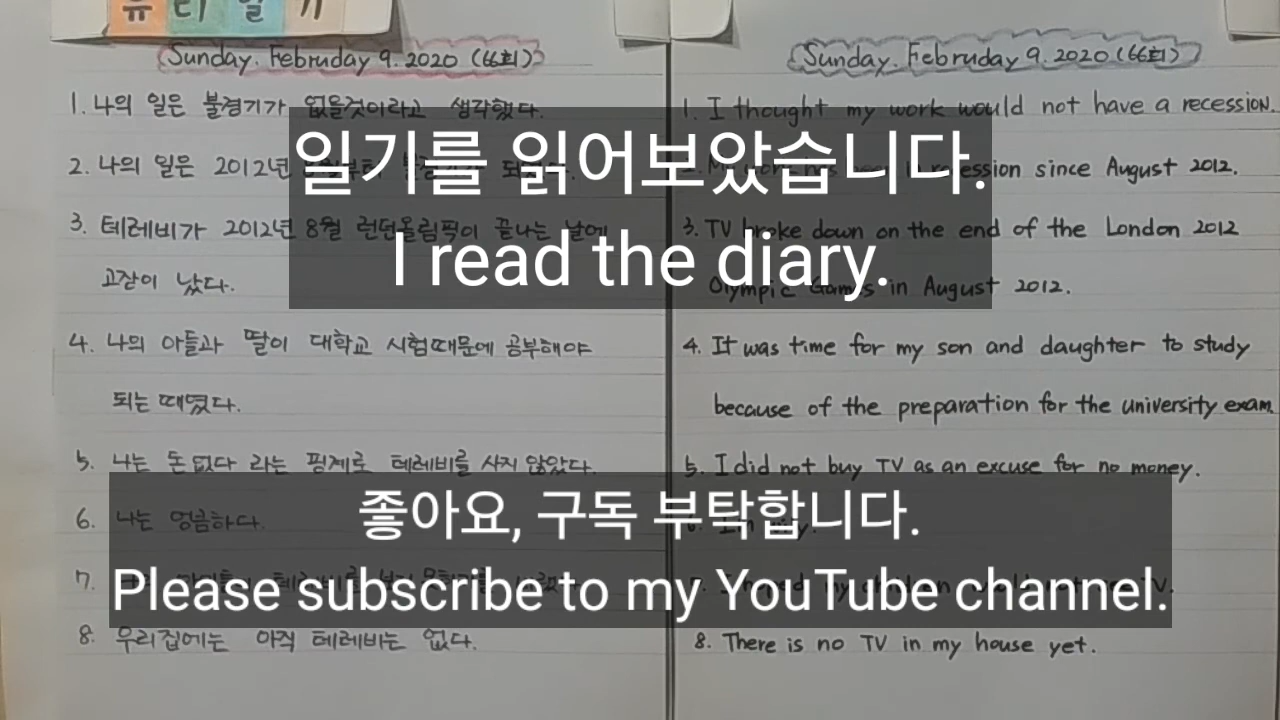 유 티 일 기
Sunday. Februday 9. 2020 (66회)
1. 나의 일은 불경기가 없을것이라고 생각했다.
2. 나의 일은 2012년
3. 테레비가 2012년 8월 런던올림픽이 끝나는 날에
고장이 났다.
4. 나의 아들과 딸이 대학교 시험때문에 공부해야
되는 때였다.
5. 나는 돈없다 라는 핑계로 테레비를 사지 않았다.
6. 나는 엉큼하다.
7.
8. 우리집에는 아직 테레비는 없다.
Sunday. Februday 9. 2020 (66회)
1. I thought my work would not have a recession.
recession since August 2012.
3. TV broke down on the end of the London 2012
Olympic Games in August 2012.
4. It was time for my son and daughter to study
because of the preparation for the university exam.
5. I did not buy TV as an excuse for no money.
6.
TV.
8. There is no TV in my house yet.
일기를 읽어보았습니다.
I read the diary.
좋아요, 구독 부탁합니다.
Please subscribe to my YouTube channel.